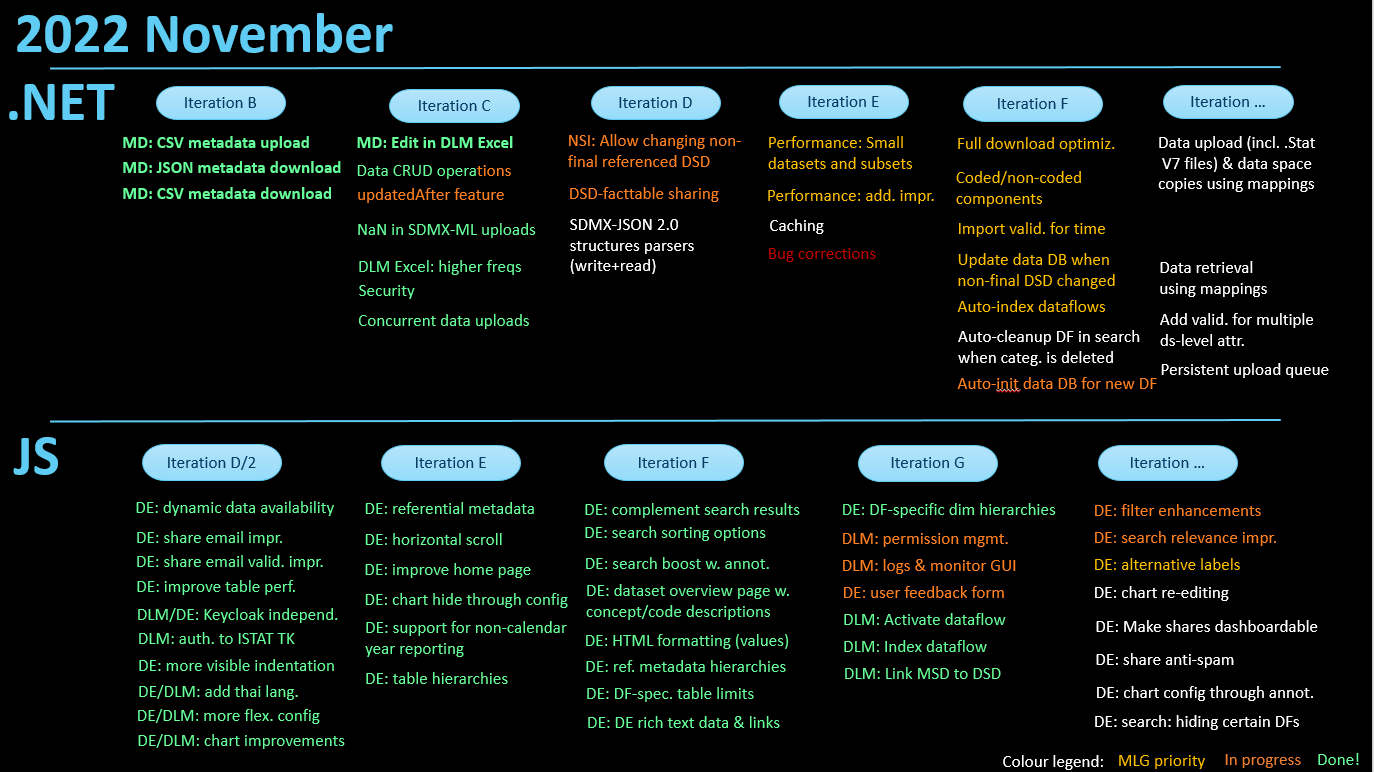 2022 November
.NET
Iteration B
MD: CSV metadata upload
MD: JSON metadata download
MD: CSV metadata download
Iteration C
MD: Edit in DLM Excel
Data CRUD operations
updatedAfter feature
NaN in SDMX-ML uploads
DLM Excel: higher freqs
Security
Concurrent data uploads
Iteration D
NSI: Allow changing non-
final referenced DSD
DSD-facttable sharing
SDMX-JSON 2.0
structures parsers
(write+read)
Iteration E
Performance: Small
datasets and subsets
Performance: add. impr.
Caching
Bug corrections
Iteration F
Full download optimiz.
Coded/non-coded
components
Import valid. for time
Update data DB when
non-final DSD changed
Auto-index dataflows
Auto-cleanup DF in search
when categ. is deleted
Auto-init data DB for new DF
Iteration ...
Data upload (incl. .Stat
V7 files) & data space
copies using mappings
Data retrieval
using mappings
Add valid. for multiple
ds-level attr.
Persistent upload queue
JS
Iteration D/2
DE: dynamic data availability
DE: share email impr.
DE: share email valid. impr.
DE: improve table perf.
DLM/DE: Keycloak independ.
DLM: auth. to ISTAT TK
DE: more visible indentation
DE/DLM: add thai lang.
DE/DLM: more flex. config
DE/DLM: chart improvements
Iteration E
DE: referential metadata
DE: horizontal scroll
DE: improve home page
DE: chart hide through config
DE: support for non-calendar
year reporting
DE: table hierarchies
Iteration F
DE: complement search results
DE: search sorting options
DE: search boost w. annot.
DE: dataset overview page w.
concept/code descriptions
DE: HTML formatting (values)
DE: ref. metadata hierarchies
DE: DF-spec. table limits
DE: DE rich text data & links
Iteration G
DE: DF-specific dim hierarchies
DLM: permission mgmt.
DLM: logs & monitor GUI
DE: user feedback form
DLM: Activate dataflow
DLM: Index dataflow
DLM: Link MSD to DSD
Iteration ...
DE: filter enhancements
DE: search relevance impr.
DE: alternative labels
DE: chart re-editing
DE: Make shares dashboardable
DE: share anti-spam
DE: chart config through annot.
DE: search: hiding certain DFs
Colour legend: MLG priority In progress Done!